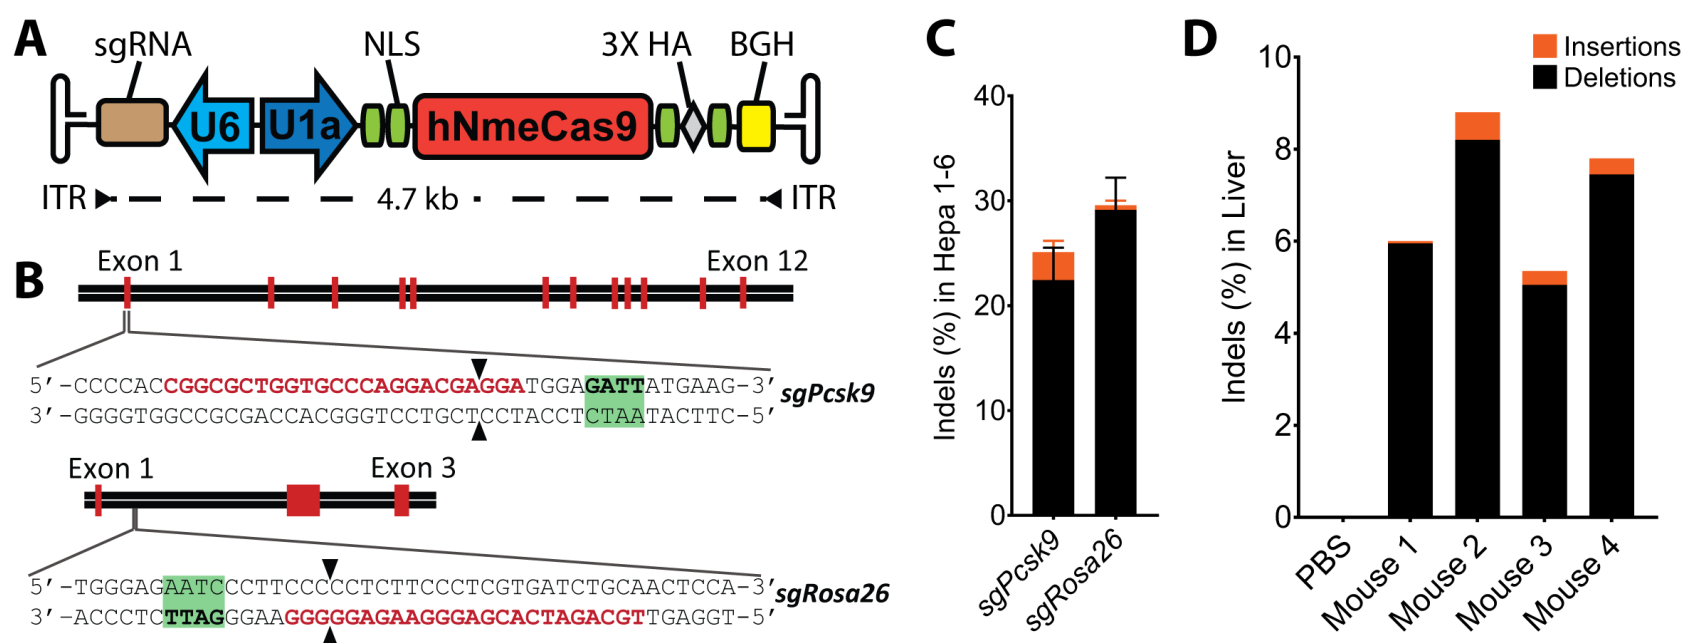 A
sgRNA
NLS
3X HA
BGH
U6
U1a
hNmeCas9
ITR
4.7 kb
ITR
B
Exon 1
Exon 12
5’-CCCCACCGGCGCTGGTGCCCAGGACGAGGATGGAGATTATGAAG-3’
sgPcsk9
3’-GGGGTGGCCGCGACCACGGGTCCTGCTCCTACCTCTAATACTTC-5’
Exon 1
Exon 3
5’-TGGGAGAATCCCTTCCCCCTCTTCCCTCGTGATCTGCAACTCCA-3’
sgRosa26
3’-ACCCTCTTAGGGAAGGGGGAGAAGGGAGCACTAGACGTTGAGGT-5’
C
Indels (%) in Hepa 1-6
40
30
20
10
0
sgPcsk9
sgRosa26
D
Insertions
Deletions
Indels (%) in Liver
10
8
6
4
2
0
PBS
Mouse 1
Mouse 2
Mouse 3
Mouse 4